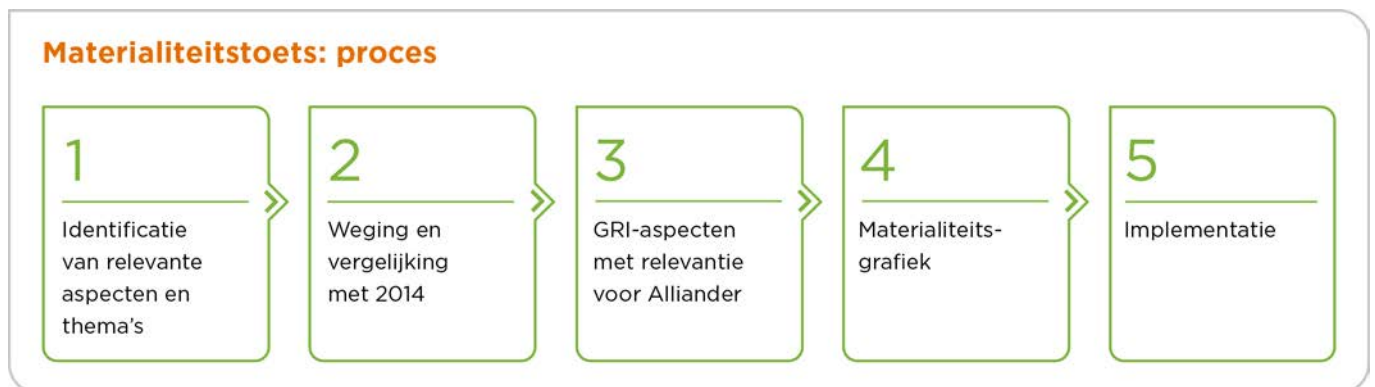 Materialiteitstoets: proces
1
Identificatie
van relevante
aspecten en
thema's
2
Weging en
vergelijking
met 2014
3
GRI-aspecten
met relevantie
voor Alliander
4
Materialiteits-
grafiek
5
Implementatie